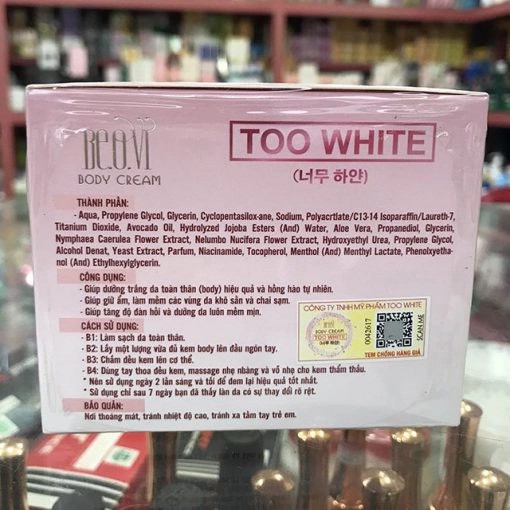 BE.O.VI
BODY CREAM
TOO WHITE
(너무 하얀)
THÀNH PHẦN:
- Aqua, Propylene Glycol, Glycerin, Cyclopentasilox-ane, Sodium, Polyacrtlate/C13-14 Isoparaffin/Laureth-7,
Titanium Dioxide, Avocado Oil, Hydrolyzed Jojoba Esters (And) Water, Aloe Vera, Propanediol, Glycerin,
Nymphaea Caerulea Flower Extract, Nelumbo Nucifera Flower Extract, Hydroxyethyl Urea, Propylene Glycol,
Alcohol Denat, Yeast Extract, Parfum, Niacinamide, Tocopherol, Menthol (And) Menthyl Lactate, Phenolxyetha-
nol (And) Ethylhexylglycerin.
CÔNG DỤNG:
- Giúp dưỡng trắng da toàn thân (body) hiệu quả và hồng hào tự nhiên.
- Giúp giữ ẩm, làm mềm các vùng da khô sần và chai sạm.
- Giúp tăng độ đàn hồi và dưỡng da luôn mềm mịn.
CÁCH SỬ DỤNG:
- B1: Làm sạch da toàn thân.
- B2: Lấy một lượng vừa đủ kem body lên đầu ngón tay.
- B3: Chấm đều kem lên cơ thể.
- B4: Dùng tay thoa đều kem, massage nhẹ nhàng và vỗ nhẹ cho kem thẩm thấu.
* Nên sử dụng ngày 2 lần sáng và tối để đem lại hiệu quả tốt nhất.
* Sử dụng chỉ sau 7 ngày bạn đã thấy làn da có sự thay đổi rõ rệt.
BẢO QUẢN:
Nơi thoáng mát, tránh nhiệt độ cao, tránh xa tầm tay trẻ em.
CÔNG TY TNHH MỸ PHẨM TOO WHITE
BODY CREAM
TOO WHITE
0042617
SCAN ME
TEM CHỐNG HÀNG GIẢ